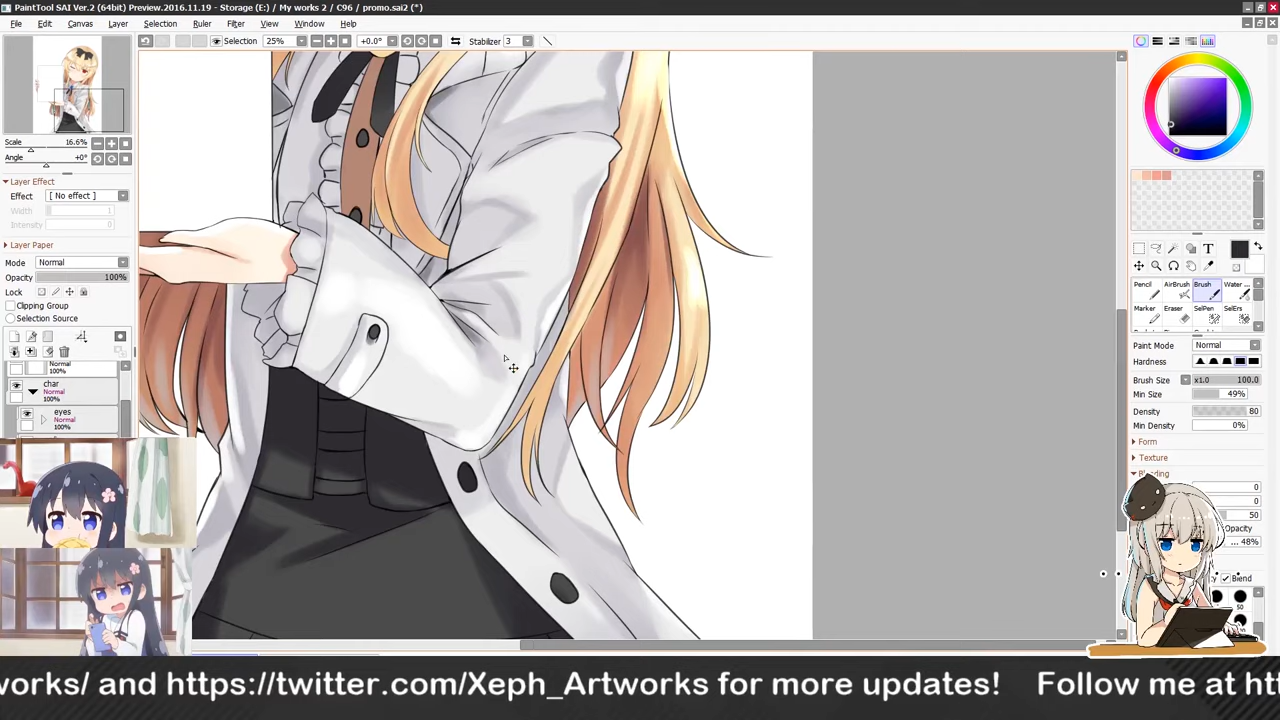 PaintTool SAI Ver.2 (64bit) Preview.2016.11.19 - Storage (E:) / My works 2 / C96 / promo.sai2 (*)
File Edit Canvas Layer Selection Ruler Filter View Window Help
Selection 25% +0.0° Stabilizer 3
Scale 16.6%
Angle +0°
Layer Effect
Effect [ No effect ]
Width 1
Intensity 0
Layer Paper
Mode Normal
Opacity 100%
Lock
Clipping Group
Selection Source
Normal
100%
char
Normal
100%
eyes
Normal
100%
T
Pencil AirBrush Brush Water ...
Marker Eraser SelPen SelErs
Paint Mode Normal
Hardness
Brush Size x1.0 100.0
Min Size 49%
Density 80
Min Density 0%
Form
Texture
Blending
0
0
50
Opacity
... 48%
Blend
50
works/ and https://twitter.com/Xeph_Artworks for more updates! Follow me at htt